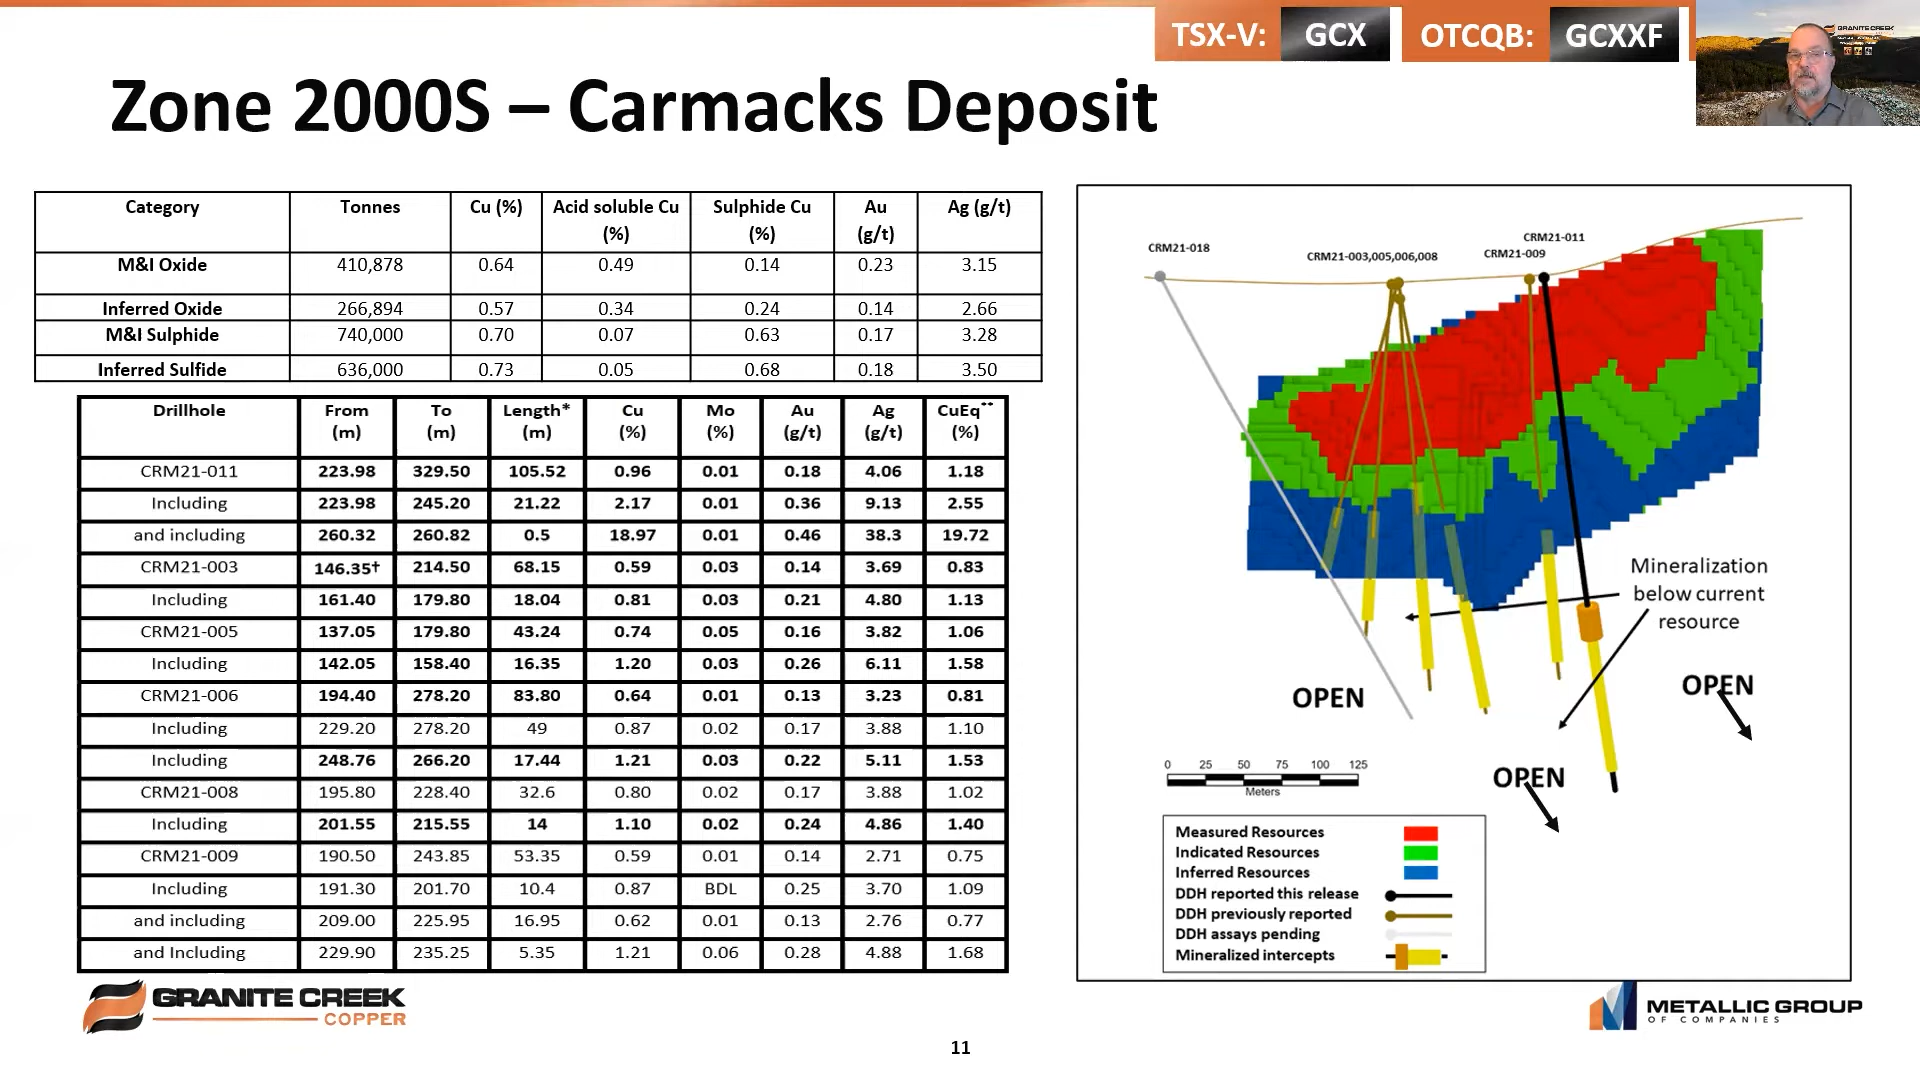 TSX-V: GCX OTCQB: GCXXF
GRANITE CREEK
Zone 2000S – Carmacks Deposit
Category Tonnes Cu (%) Acid soluble Cu (%) Sulphide Cu (%) Au (g/t) Ag (g/t)
M&I Oxide 410,878 0.64 0.49 0.14 0.23 3.15
Inferred Oxide 266,894 0.57 0.34 0.24 0.14 2.66
M&I Sulphide 740,000 0.70 0.07 0.63 0.17 3.28
Inferred Sulfide 636,000 0.73 0.05 0.68 0.18 3.50
Drillhole From (m) To (m) Length* (m) Cu (%) Mo (%) Au (g/t) Ag (g/t) CuEq** (%)
CRM21-011 223.98 329.50 105.52 0.96 0.01 0.18 4.06 1.18
Including 223.98 245.20 21.22 2.17 0.01 0.36 9.13 2.55
and including 260.32 260.82 0.5 18.97 0.01 0.46 38.3 19.72
CRM21-003 146.35† 214.50 68.15 0.59 0.03 0.14 3.69 0.83
Including 161.40 179.80 18.04 0.81 0.03 0.21 4.80 1.13
CRM21-005 137.05 179.80 43.24 0.74 0.05 0.16 3.82 1.06
Including 142.05 158.40 16.35 1.20 0.03 0.26 6.11 1.58
CRM21-006 194.40 278.20 83.80 0.64 0.01 0.13 3.23 0.81
Including 229.20 278.20 49 0.87 0.02 0.17 3.88 1.10
Including 248.76 266.20 17.44 1.21 0.03 0.22 5.11 1.53
CRM21-008 195.80 228.40 32.6 0.80 0.02 0.17 3.88 1.02
Including 201.55 215.55 14 1.10 0.02 0.24 4.86 1.40
CRM21-009 190.50 243.85 53.35 0.59 0.01 0.14 2.71 0.75
Including 191.30 201.70 10.4 0.87 BDL 0.25 3.70 1.09
and including 209.00 225.95 16.95 0.62 0.01 0.13 2.76 0.77
and Including 229.90 235.25 5.35 1.21 0.06 0.28 4.88 1.68
CRM21-018
CRM21-003,005,006,008
CRM21-011
CRM21-009
Mineralization
below current
resource
OPEN
OPEN
OPEN
0 25 50 75 100 125
Meters
Measured Resources
Indicated Resources
Inferred Resources
DDH reported this release
DDH previously reported
DDH assays pending
Mineralized intercepts
GRANITE CREEK
COPPER
METALLIC GROUP
OF COMPANIES
11